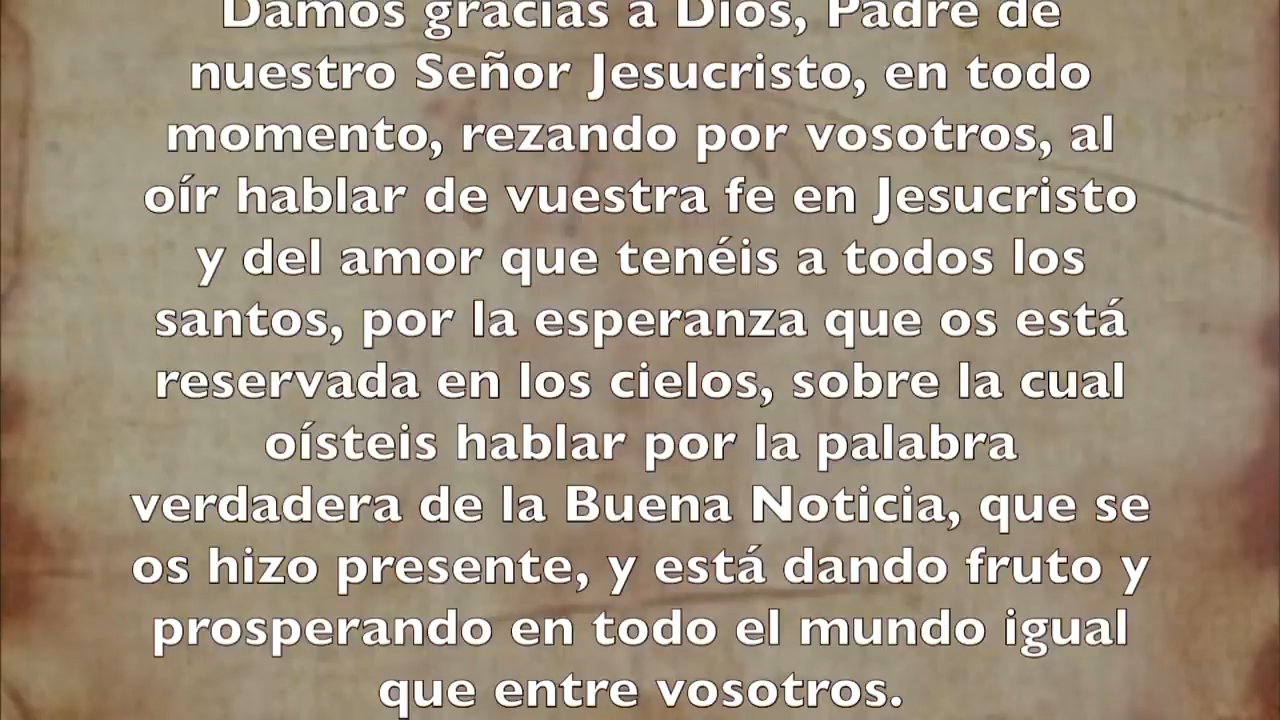 Damos gracias a Dios, Padre de
nuestro Señor Jesucristo, en todo
momento, rezando por vosotros, al
oír hablar de vuestra fe en Jesucristo
y del amor que tenéis a todos los
santos, por la esperanza que os está
reservada en los cielos, sobre la cual
oísteis hablar por la palabra
verdadera de la Buena Noticia, que se
os hizo presente, y está dando fruto y
prosperando en todo el mundo igual
que entre vosotros.